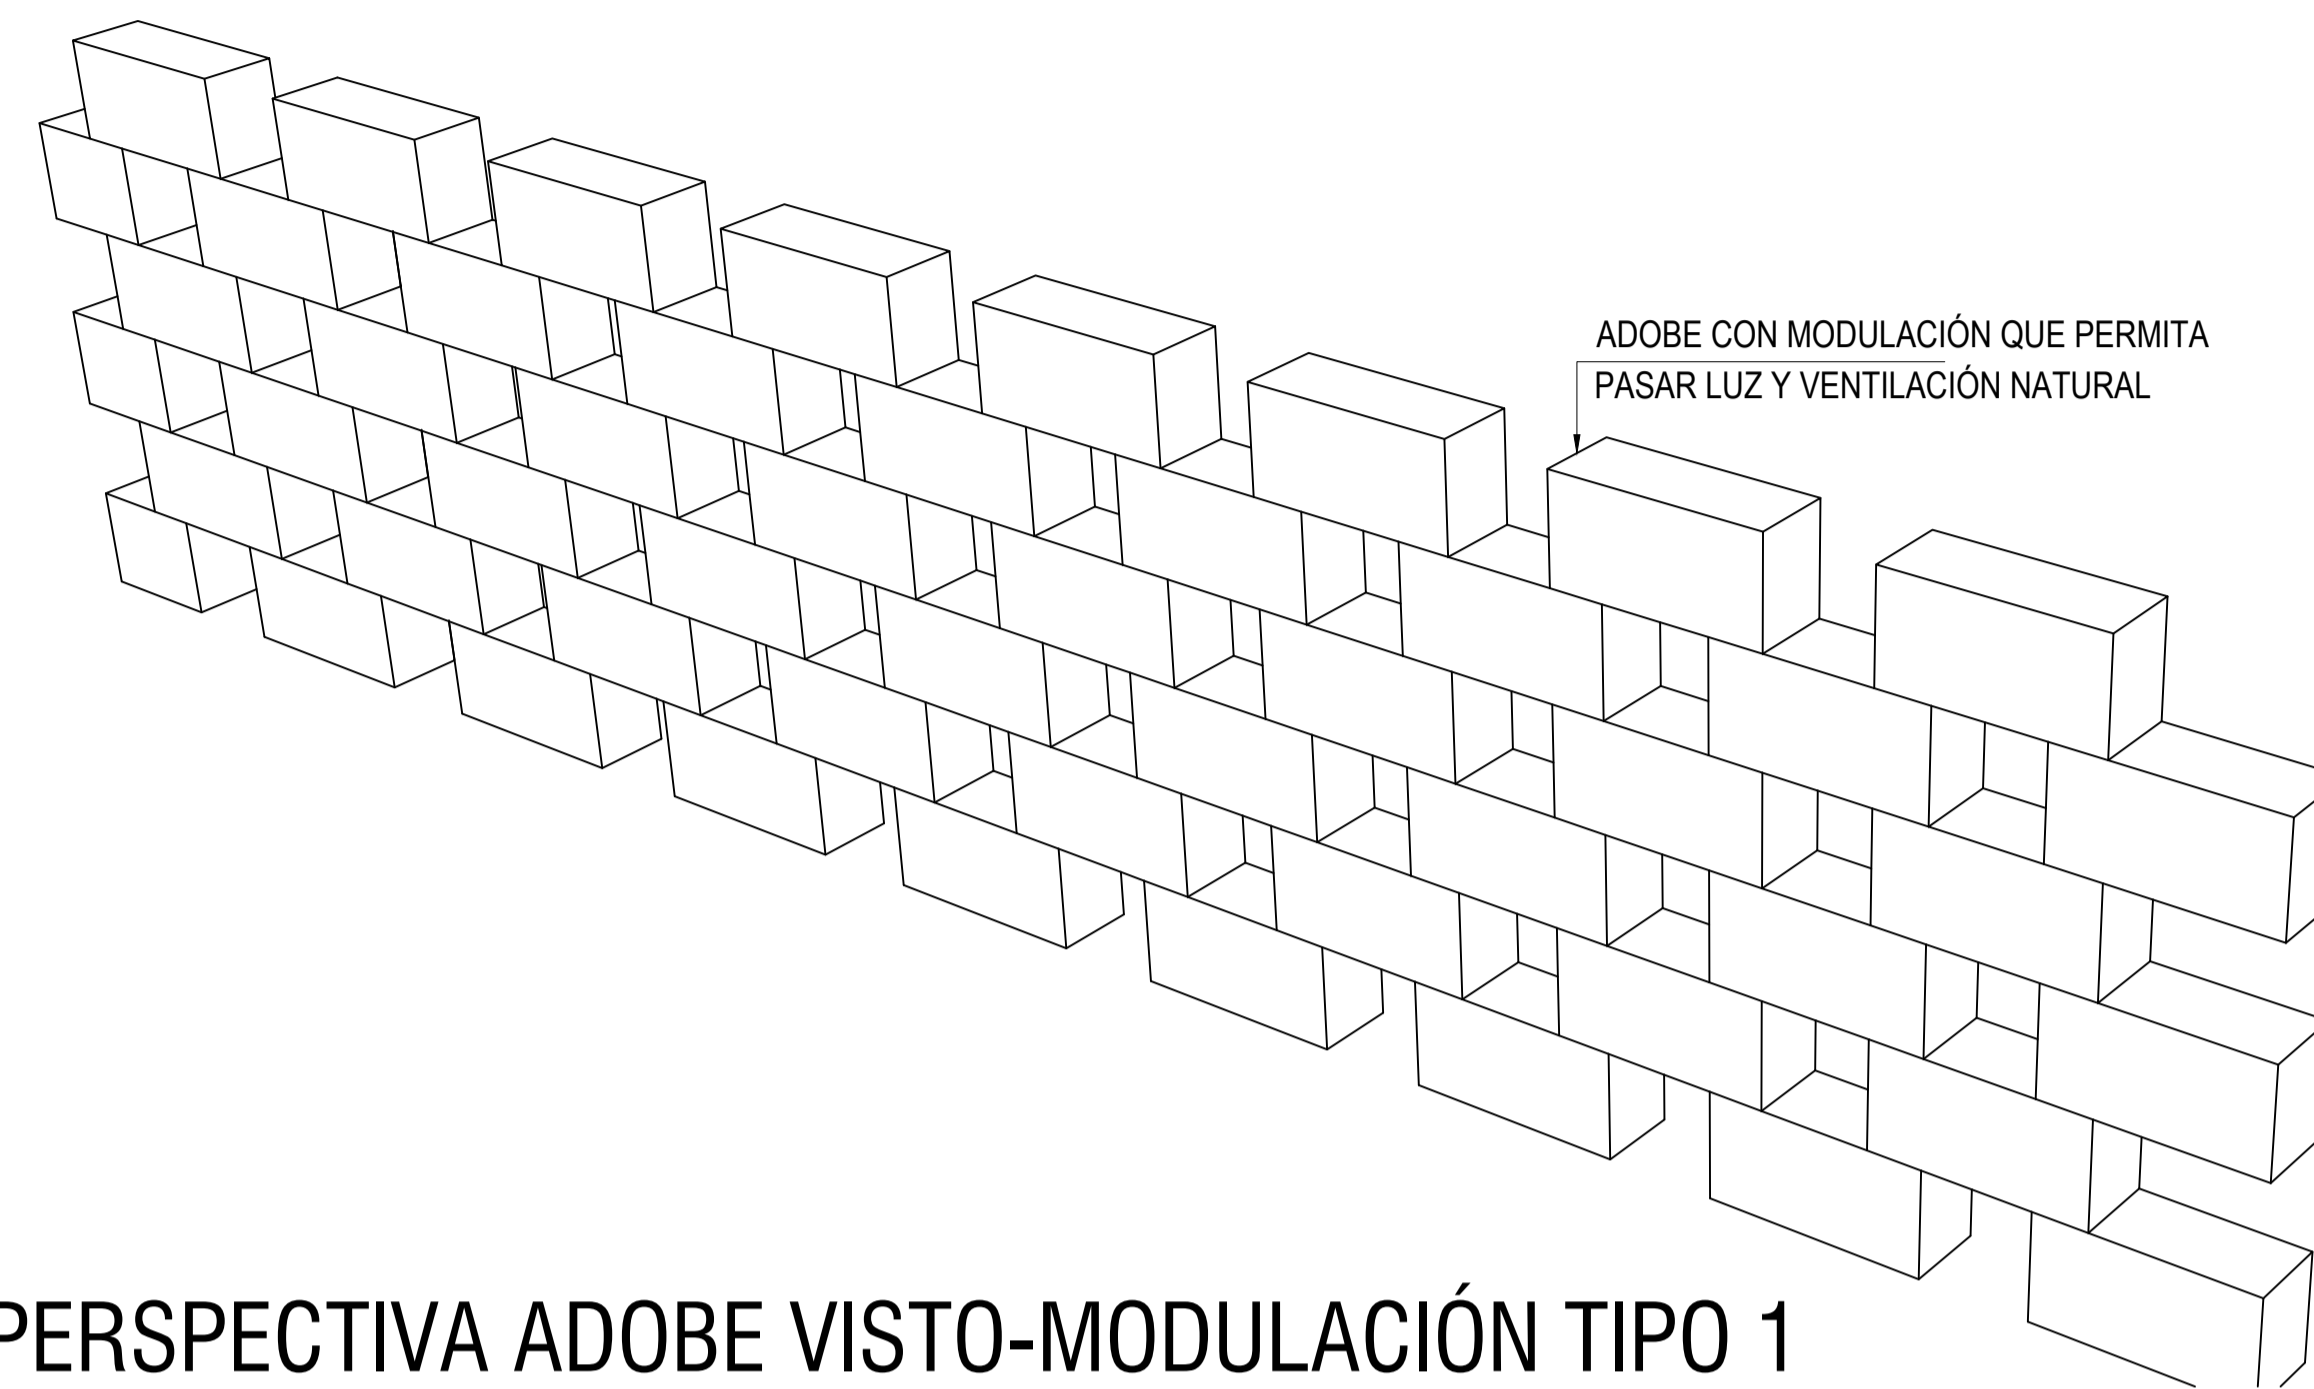 ADOBE CON MODULACIÓN QUE PERMITA
PASAR LUZ Y VENTILACIÓN NATURAL
PERSPECTIVA ADOBE VISTO-MODULACIÓN TIPO 1